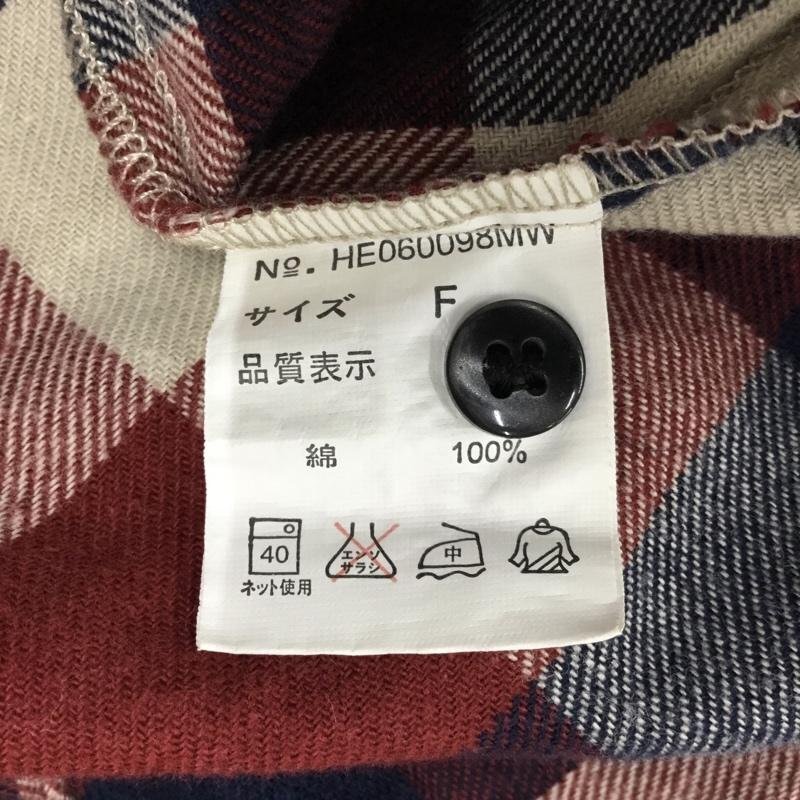 No. HE060098MW
サイズ F
品質表示
綿 100%
40 エンソ サラシ 中
ネット使用